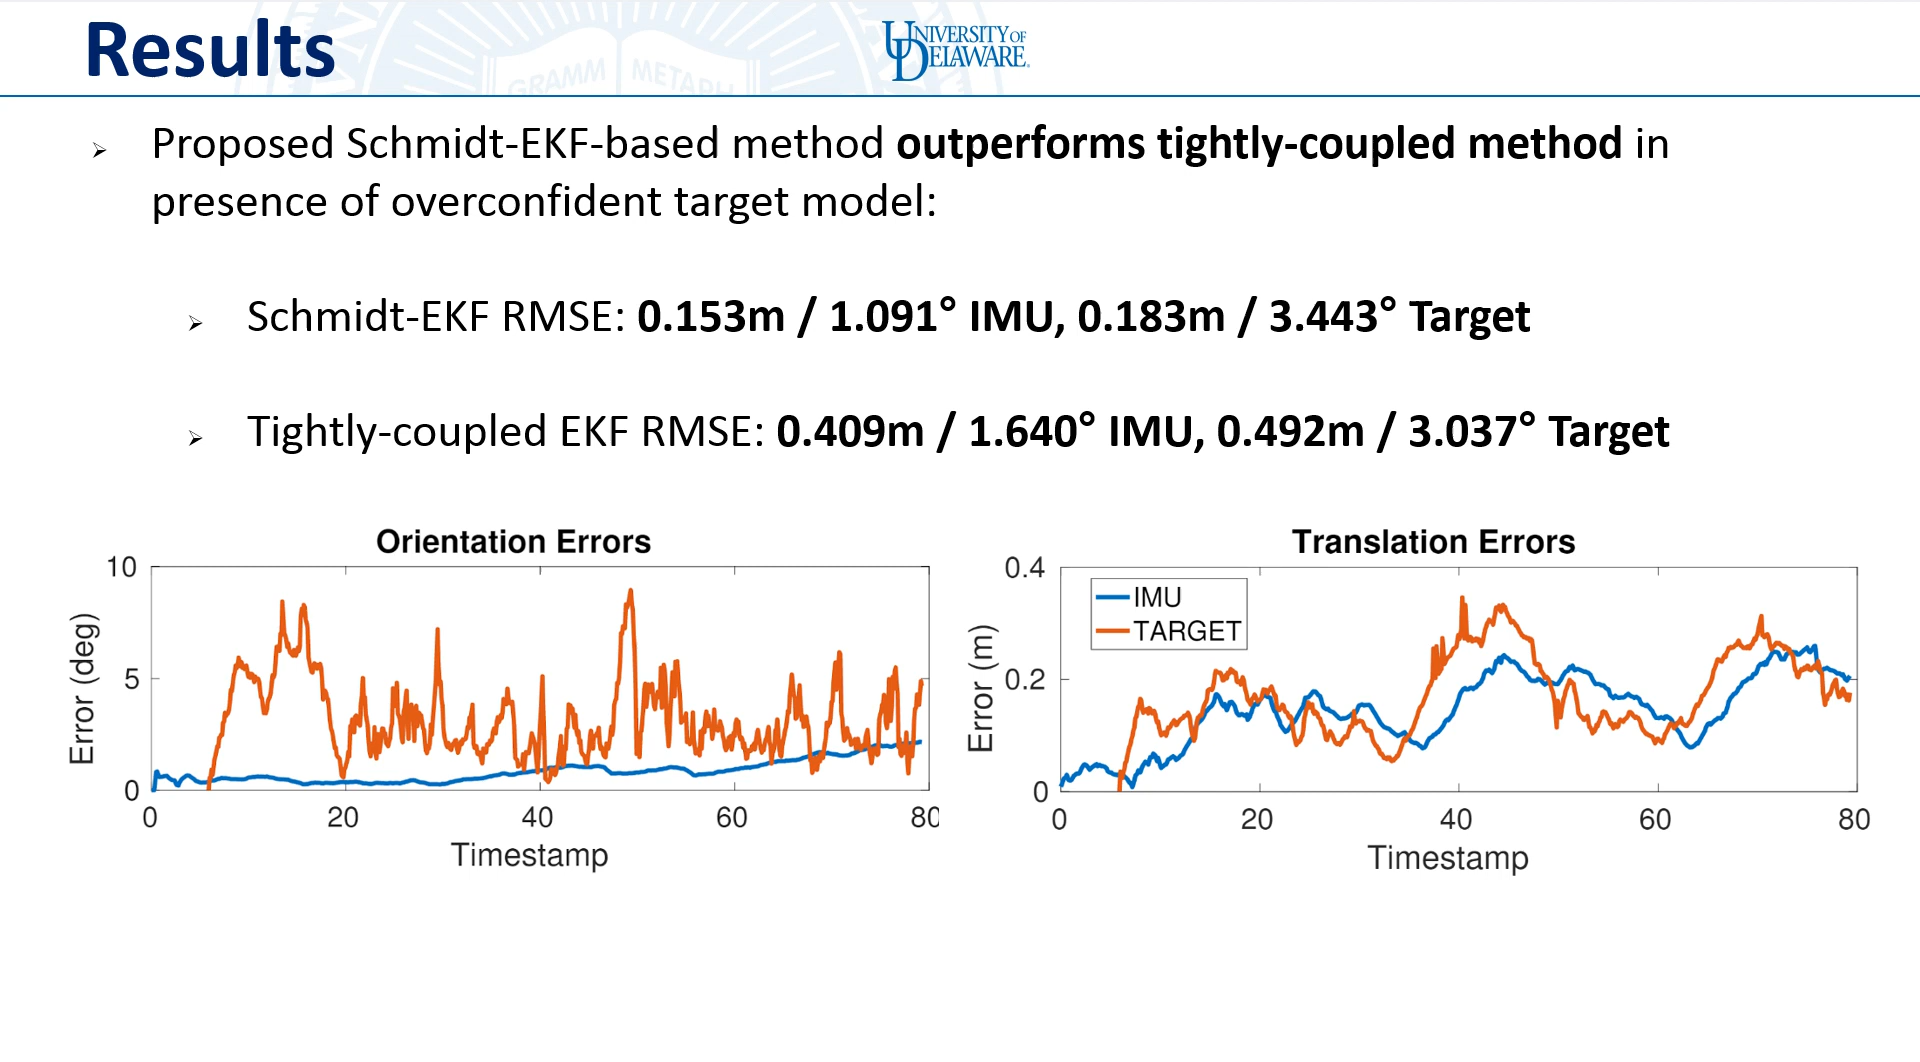 Results
UNIVERSITY OF
DELAWARE.
GRAMM METAPH
➢ Proposed Schmidt-EKF-based method outperforms tightly-coupled method in
presence of overconfident target model:
➢ Schmidt-EKF RMSE: 0.153m / 1.091° IMU, 0.183m / 3.443° Target
➢ Tightly-coupled EKF RMSE: 0.409m / 1.640° IMU, 0.492m / 3.037° Target
Orientation Errors
10
5
0
Error (deg)
0 20 40 60 80
Timestamp
Translation Errors
0.4
0.2
0
Error (m)
IMU
TARGET
0 20 40 60 80
Timestamp